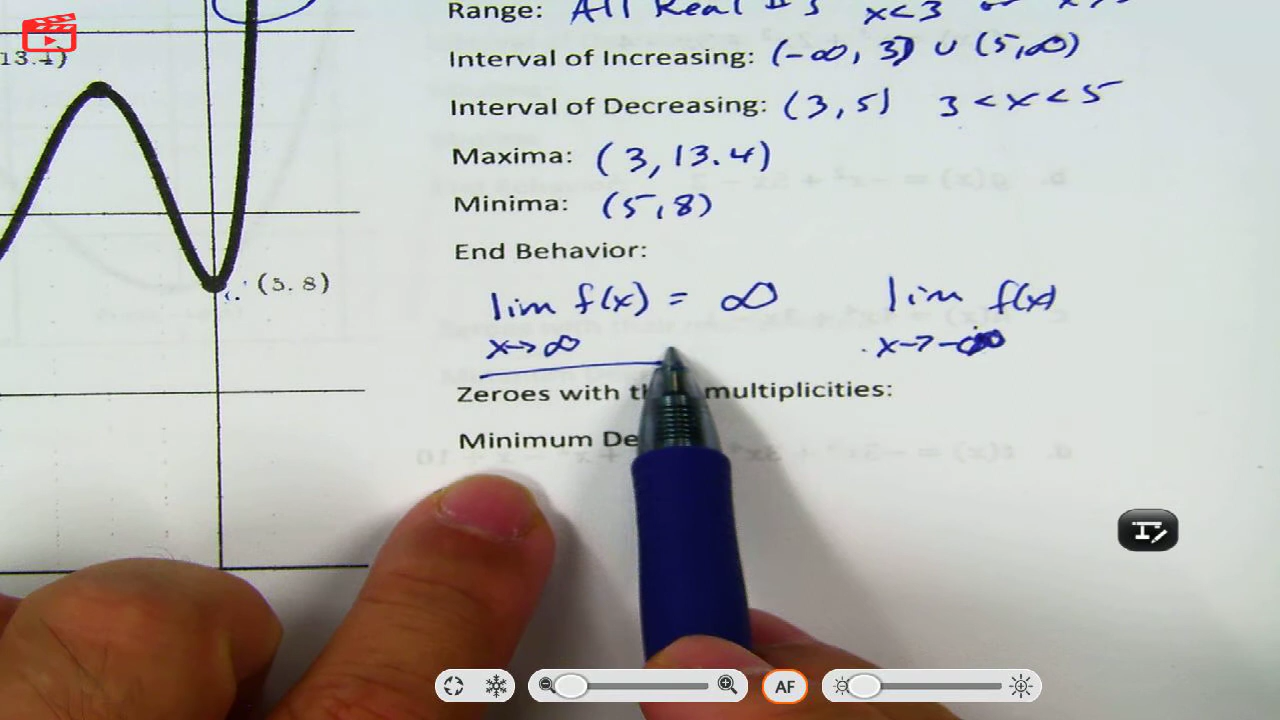 Range: All Real #'s x<3
13.4)
Interval of Increasing: (-∞, 3) ∪ (5,∞)
Interval of Decreasing: (3,5) 3 < x < 5
Maxima: (3, 13.4)
Minima: (5,8)
End Behavior:
(5.8)
lim f(x) = ∞ lim f(x)
x→∞ x→-∞
Zeroes with multiplicities:
Minimum De
AF